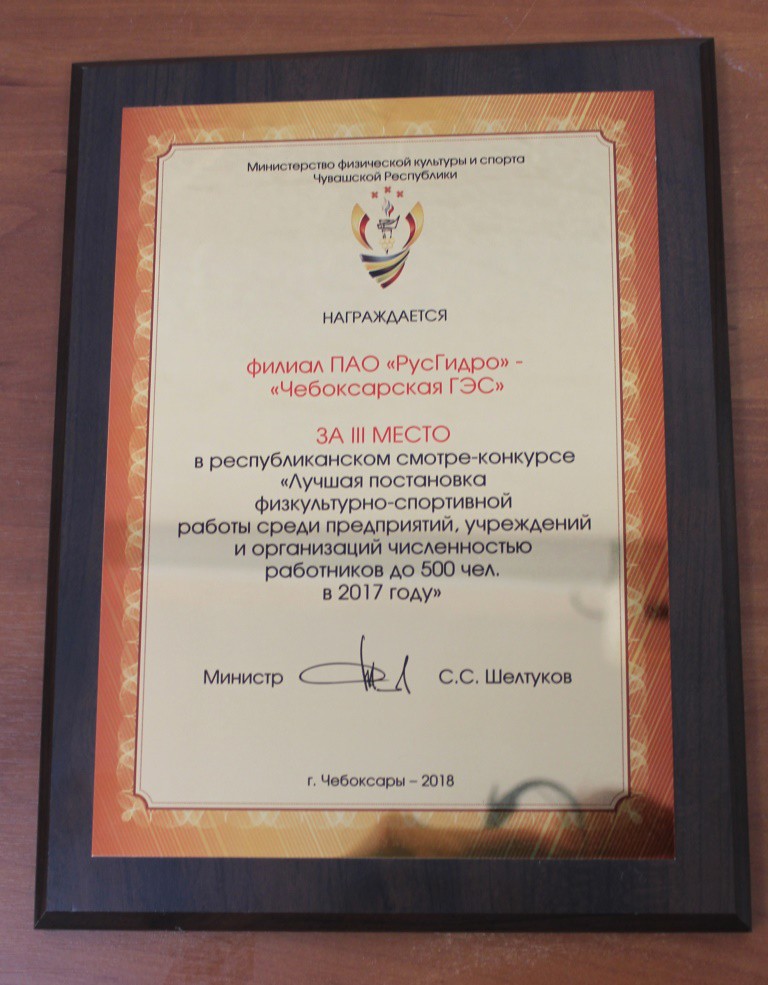 Министерство физической культуры и спорта
Чувашской Республики
НАГРАЖДАЕТСЯ
филиал ПАО «РусГидро» -
«Чебоксарская ГЭС»
ЗА III МЕСТО
в республиканском смотре-конкурсе
«Лучшая постановка
физкультурно-спортивной
работы среди предприятий, учреждений
и организаций численностью
работников до 500 чел.
в 2017 году»
Министр С.С. Шелтуков
г. Чебоксары – 2018